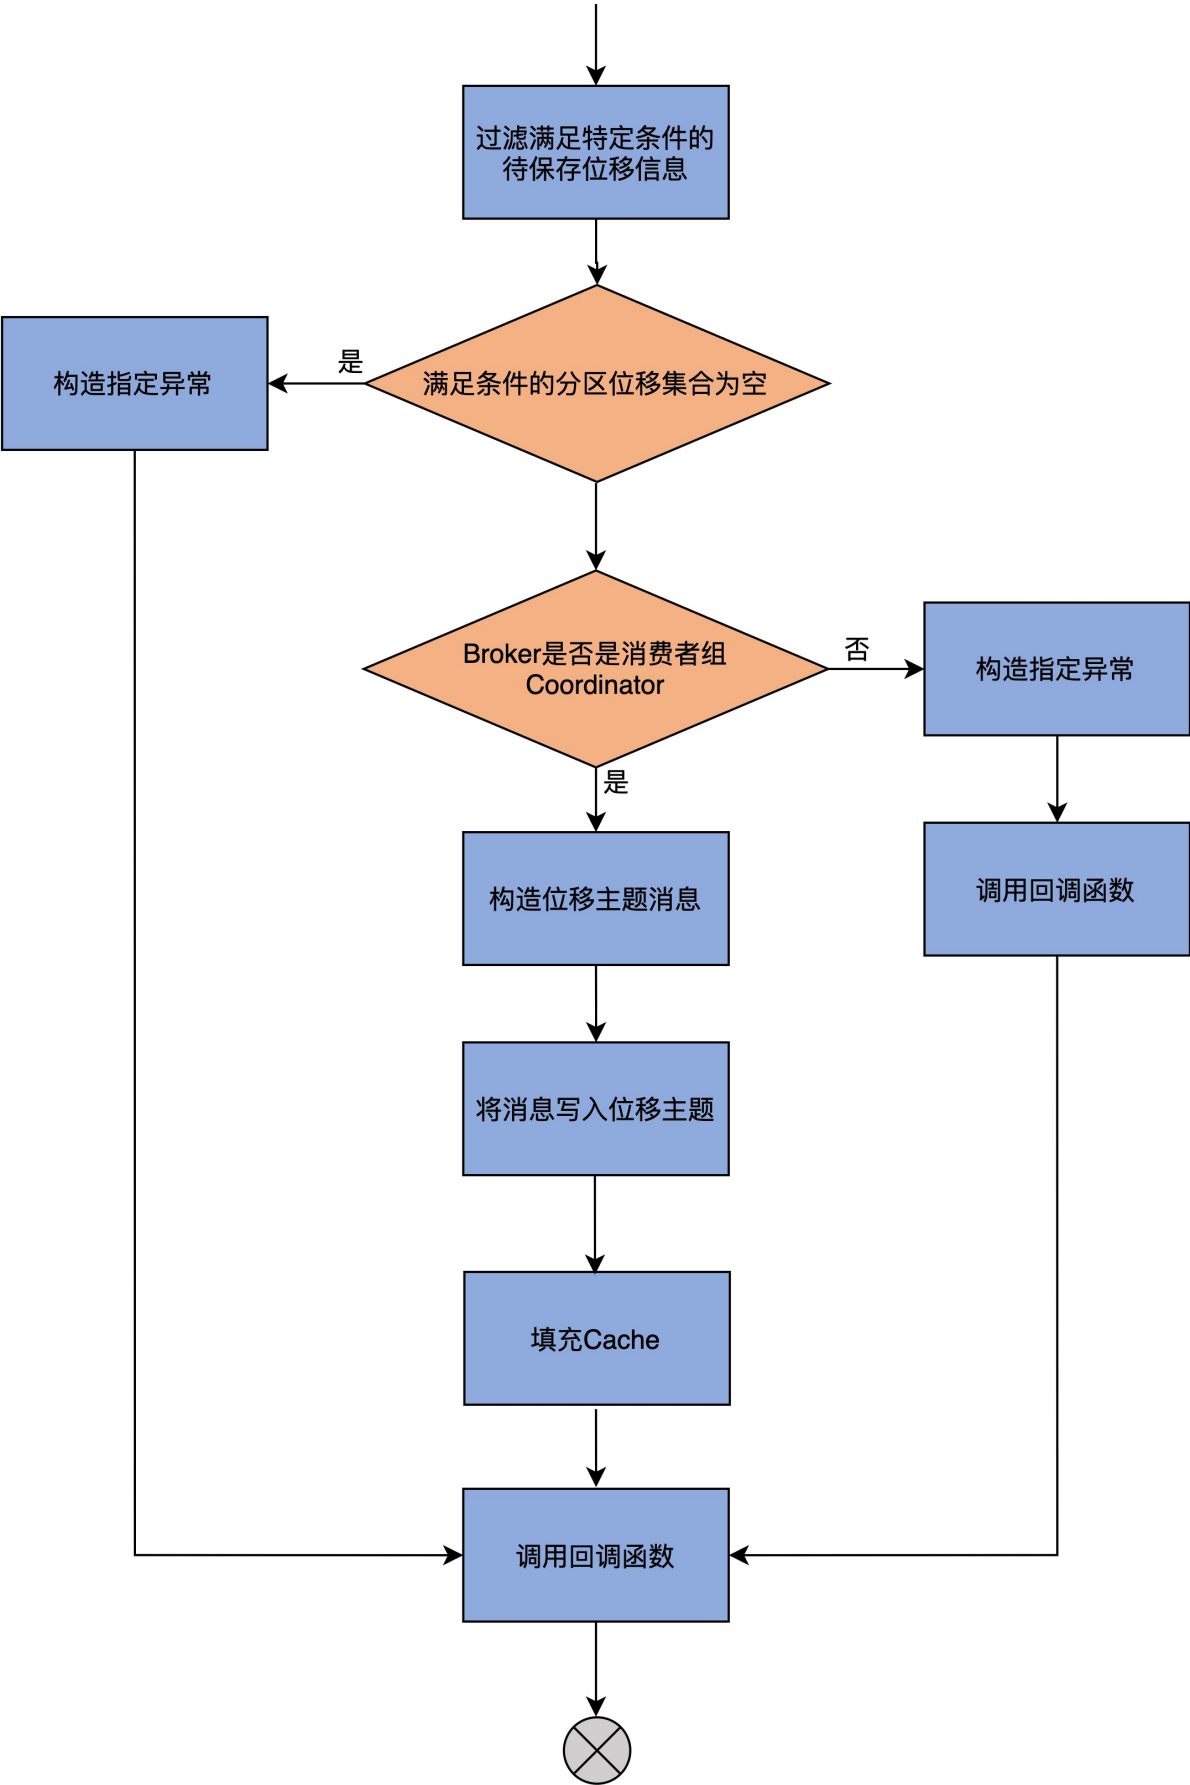 过滤满足特定条件的
待保存位移信息
是
构造指定异常
满足条件的分区位移集合为空
Broker是否是消费者组
Coordinator
否
构造指定异常
是
构造位移主题消息
调用回调函数
将消息写入位移主题
填充Cache
调用回调函数